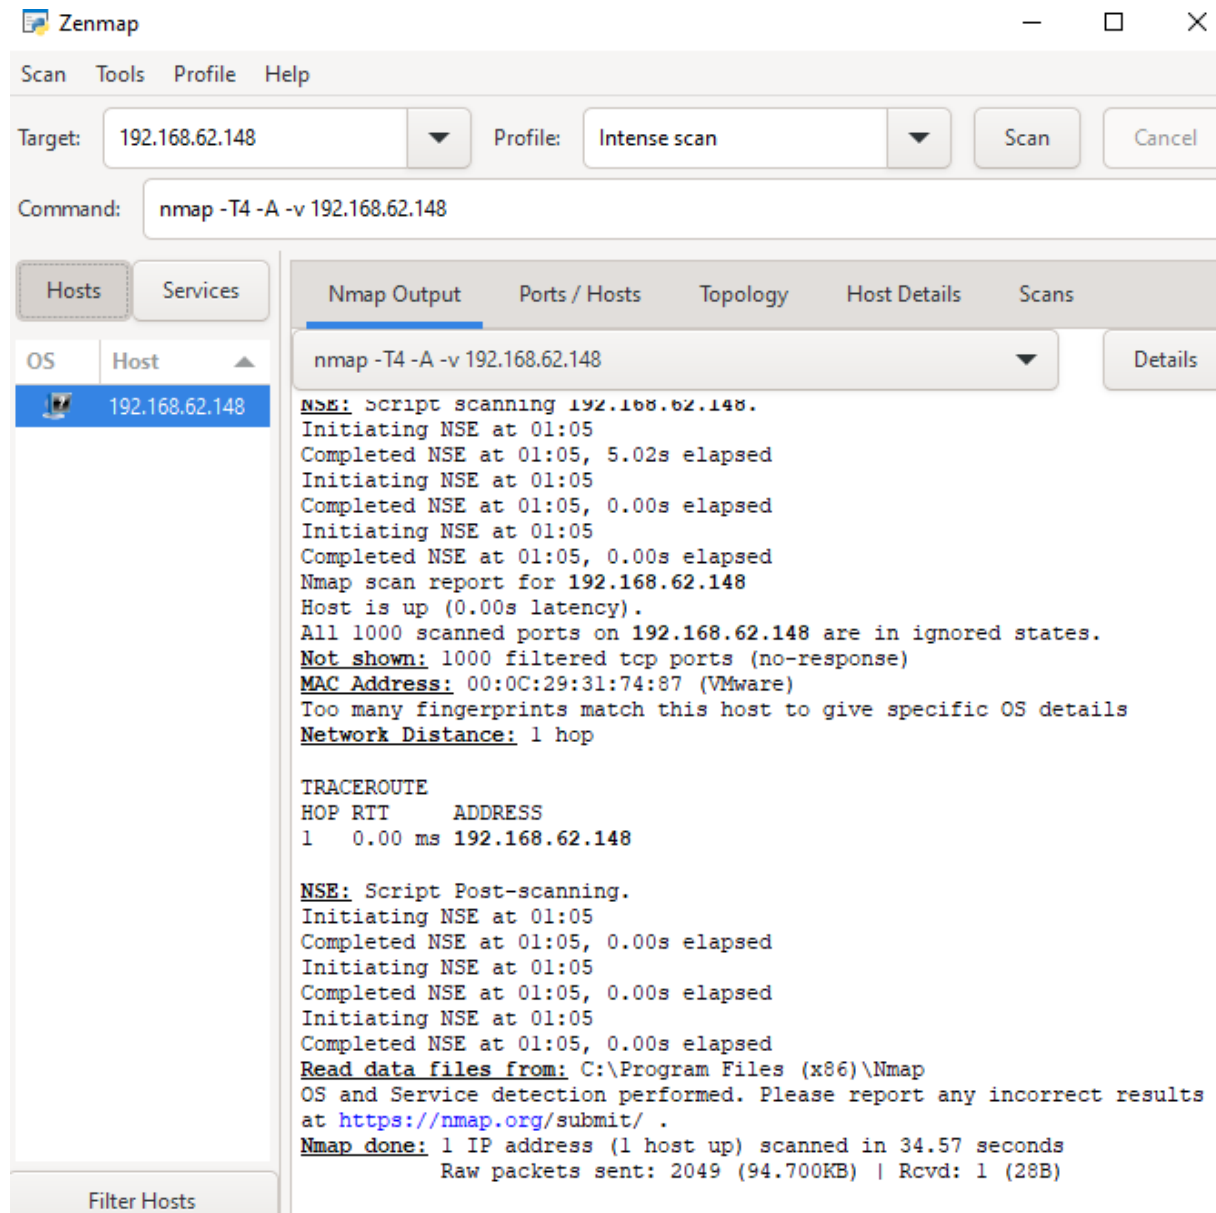 Zenmap
Scan Tools Profile Help
Target: 192.168.62.148 Profile: Intense scan Scan Cancel
Command: nmap -T4 -A -v 192.168.62.148
Hosts Services
OS Host
192.168.62.148
Filter Hosts
Nmap Output Ports / Hosts Topology Host Details Scans
nmap -T4 -A -v 192.168.62.148 Details
NSE: Script scanning 192.168.62.148.
Initiating NSE at 01:05
Completed NSE at 01:05, 5.02s elapsed
Initiating NSE at 01:05
Completed NSE at 01:05, 0.00s elapsed
Initiating NSE at 01:05
Completed NSE at 01:05, 0.00s elapsed
Nmap scan report for 192.168.62.148
Host is up (0.00s latency).
All 1000 scanned ports on 192.168.62.148 are in ignored states.
Not shown: 1000 filtered tcp ports (no-response)
MAC Address: 00:0C:29:31:74:87 (VMware)
Too many fingerprints match this host to give specific OS details
Network Distance: 1 hop
TRACEROUTE
HOP RTT ADDRESS
1 0.00 ms 192.168.62.148
NSE: Script Post-scanning.
Initiating NSE at 01:05
Completed NSE at 01:05, 0.00s elapsed
Initiating NSE at 01:05
Completed NSE at 01:05, 0.00s elapsed
Initiating NSE at 01:05
Completed NSE at 01:05, 0.00s elapsed
Read data files from: C:\Program Files (x86)\Nmap
OS and Service detection performed. Please report any incorrect results
at https://nmap.org/submit/ .
Nmap done: 1 IP address (1 host up) scanned in 34.57 seconds
Raw packets sent: 2049 (94.700KB) | Rcvd: 1 (28B)